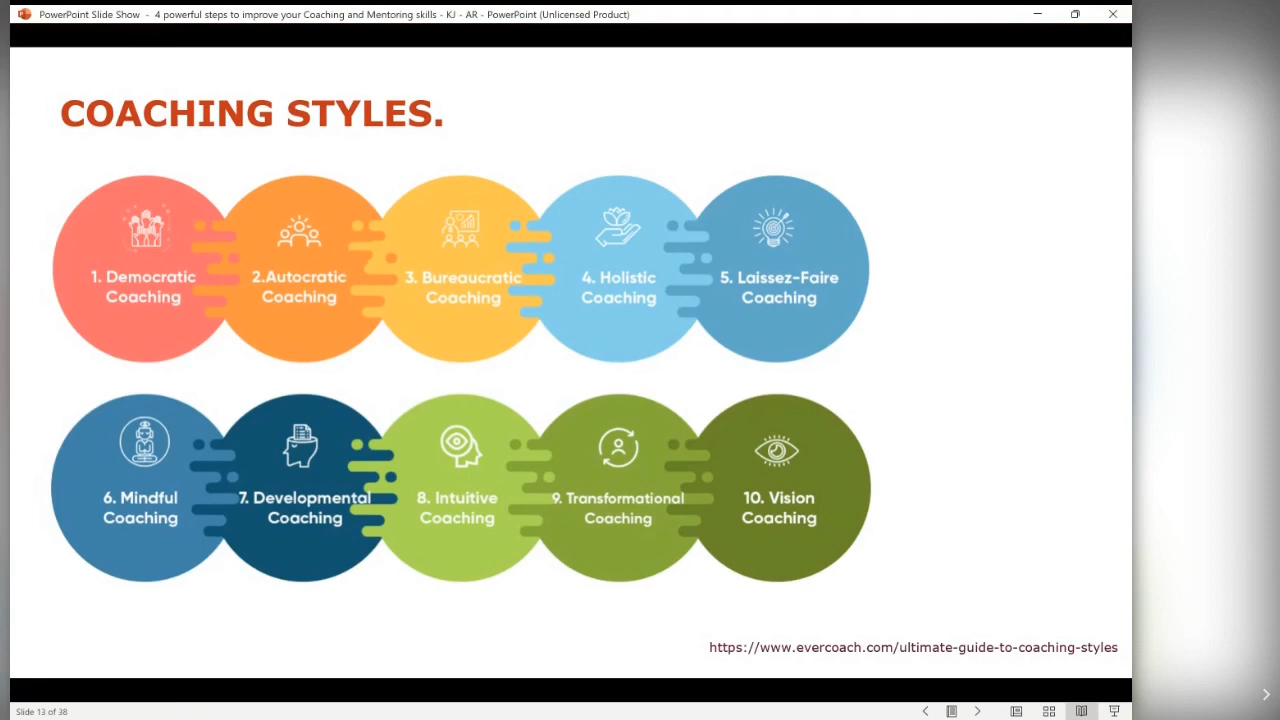 PowerPoint Slide Show - 4 powerful steps to improve your Coaching and Mentoring skills - KJ - AR - PowerPoint (Unlicensed Product)
COACHING STYLES.
1. Democratic
Coaching
2.Autocratic
Coaching
3. Bureaucratic
Coaching
4. Holistic
Coaching
5. Laissez-Faire
Coaching
6. Mindful
Coaching
7. Developmental
Coaching
8. Intuitive
Coaching
9. Transformational
Coaching
10. Vision
Coaching
https://www.evercoach.com/ultimate-guide-to-coaching-styles
Slide 13 of 38